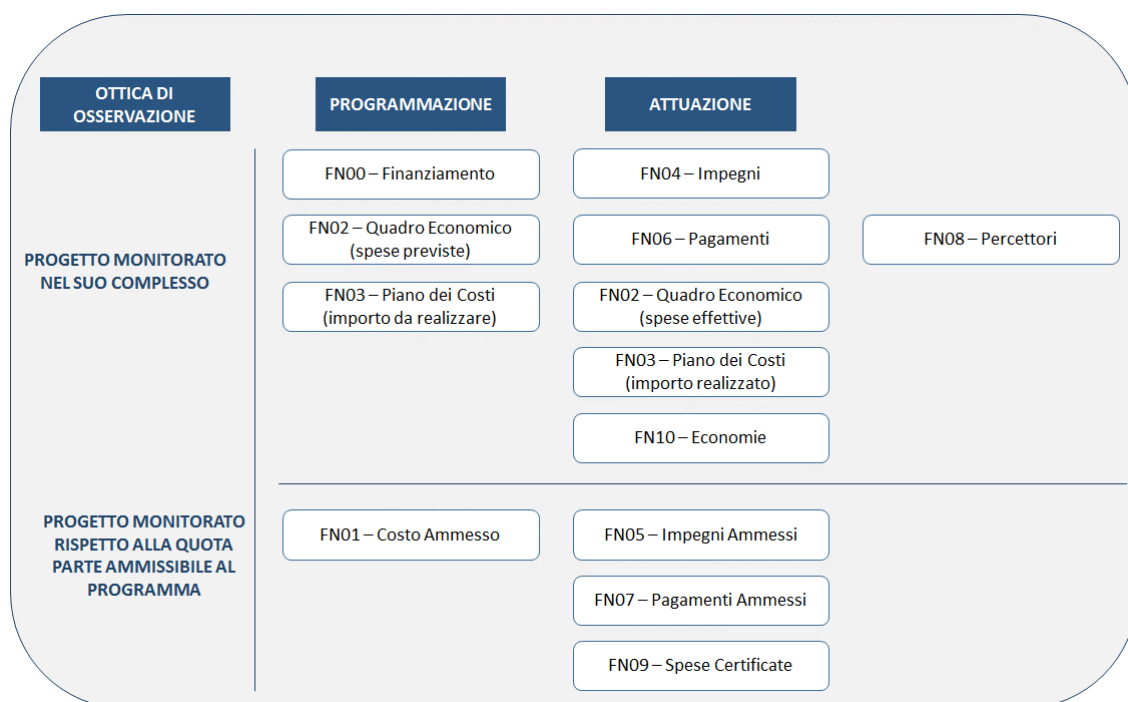 OTTICA DI
OSSERVAZIONE
PROGRAMMAZIONE
ATTUAZIONE
FN00 – Finanziamento
FN04 – Impegni
PROGETTO MONITORATO
NEL SUO COMPLESSO
FN02 – Quadro Economico
(spese previste)
FN06 – Pagamenti
FN08 – Percettori
FN03 – Piano dei Costi
(importo da realizzare)
FN02 – Quadro Economico
(spese effettive)
FN03 – Piano dei Costi
(importo realizzato)
FN10 – Economie
PROGETTO MONITORATO
RISPETTO ALLA QUOTA
PARTE AMMISSIBILE AL
PROGRAMMA
FN01 – Costo Ammesso
FN05 – Impegni Ammessi
FN07 – Pagamenti Ammessi
FN09 – Spese Certificate